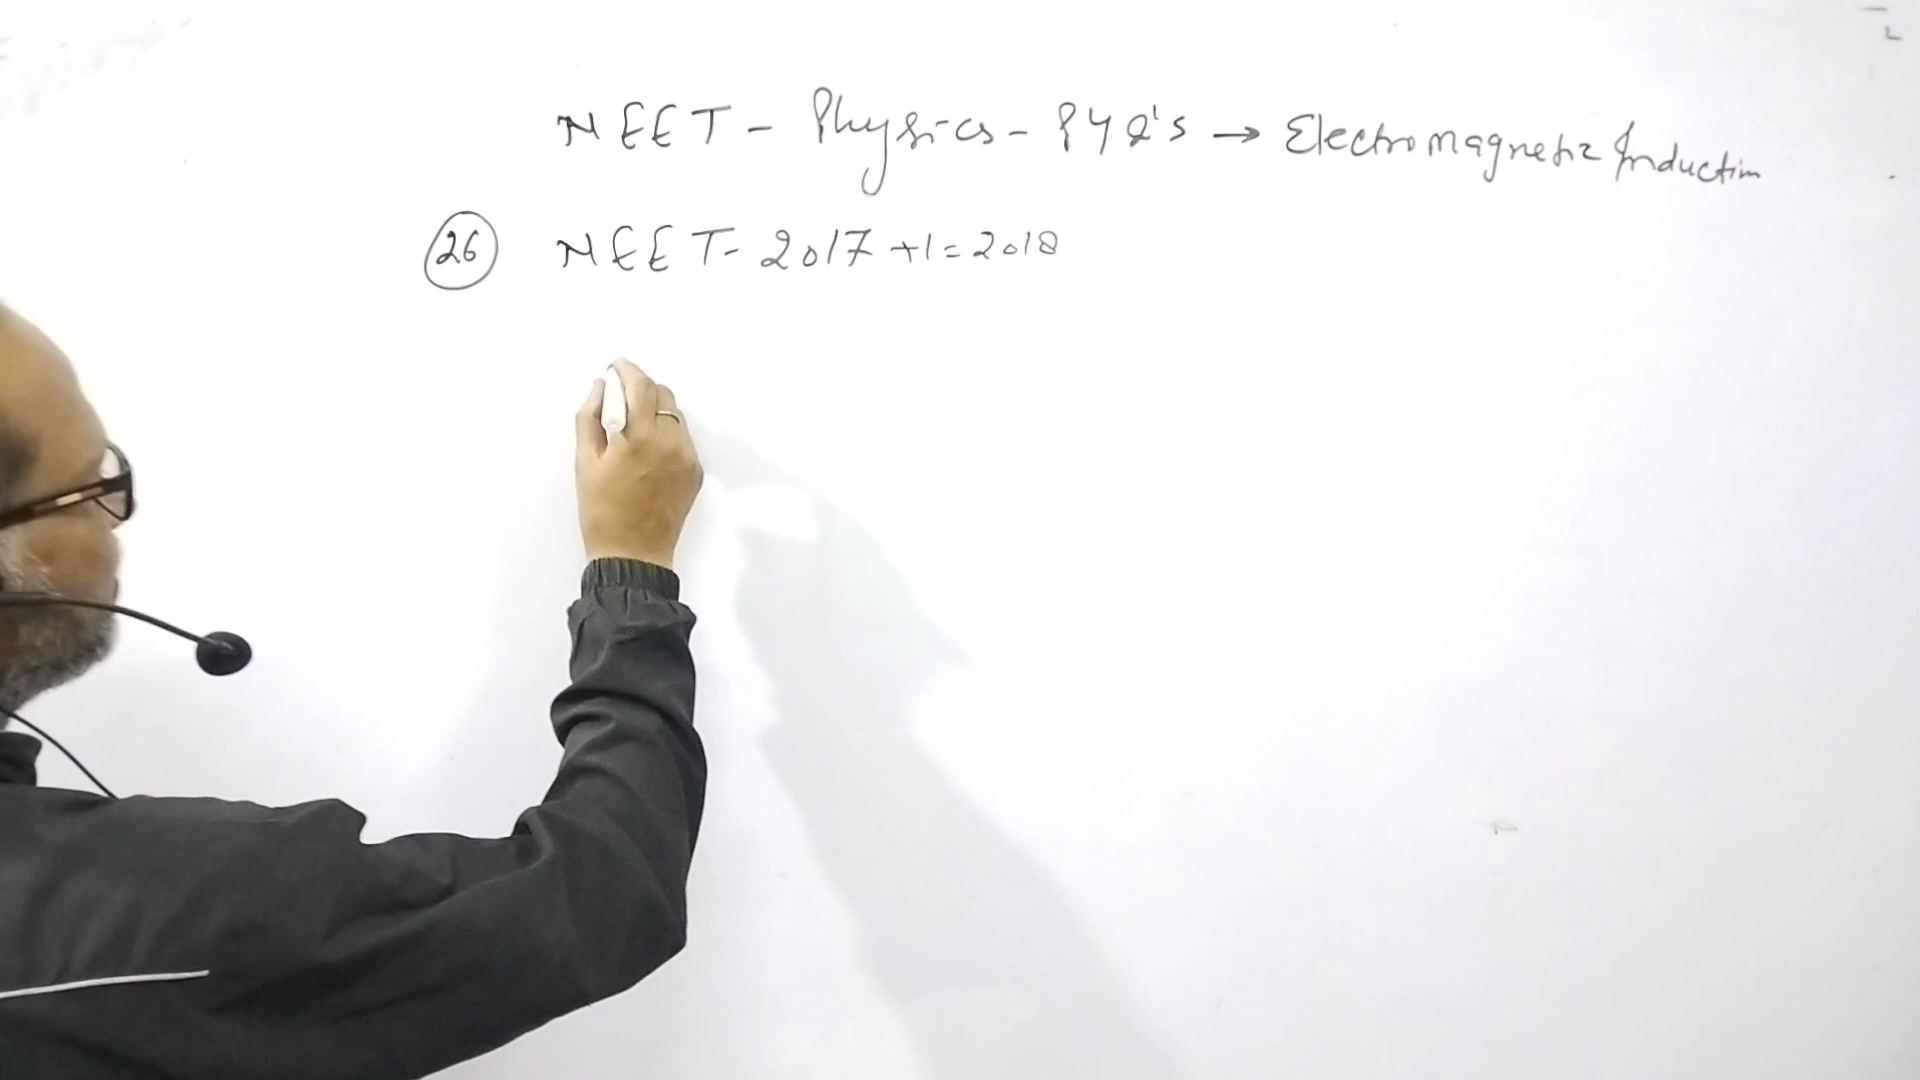 NEET - Physics - PYQ's → Electromagnetic Induction
26 NEET - 2017 +1 = 2018